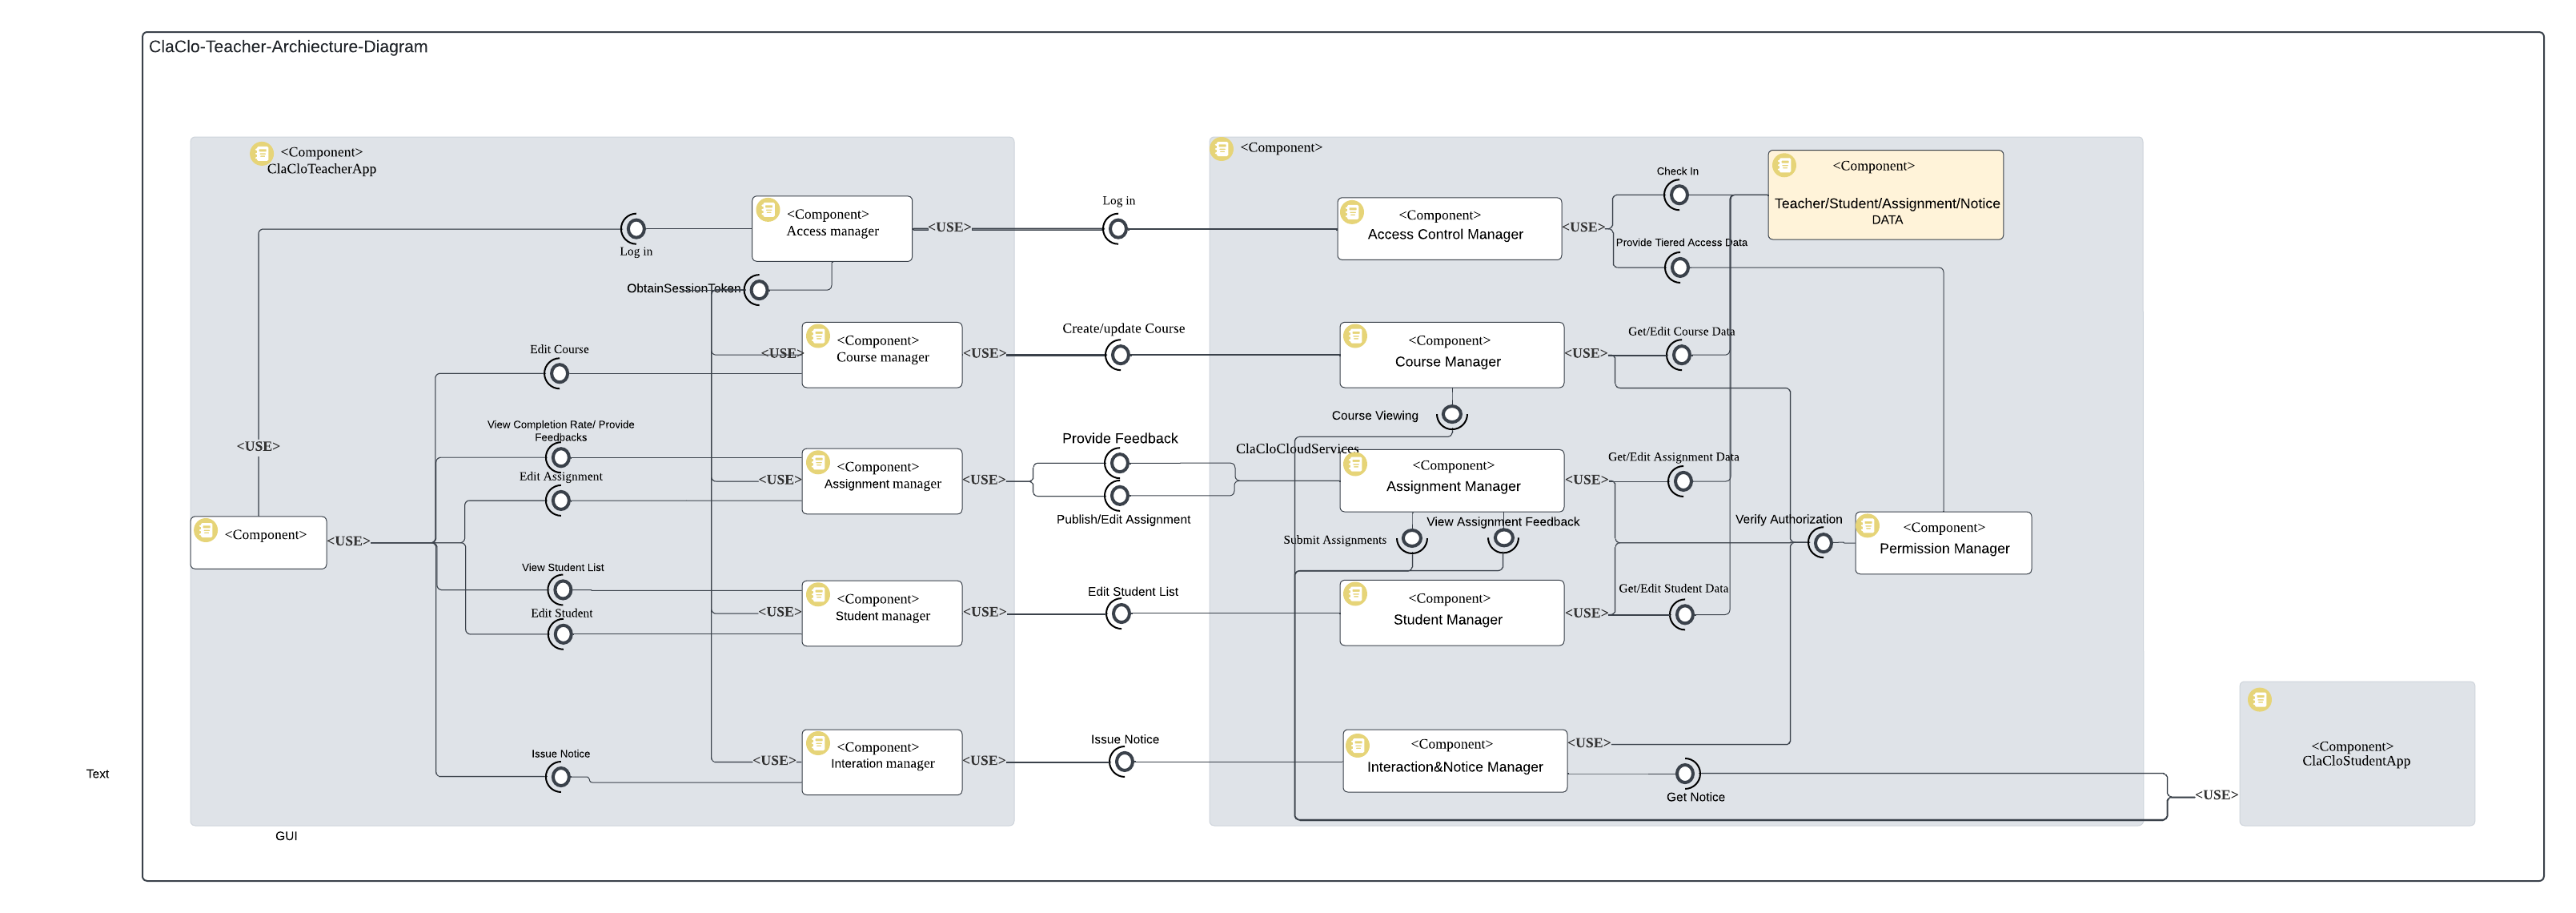 ClaClo-Teacher-Archiecture-Diagram
<Component>
ClaCloTeacherApp
<Component>
Access manager
<USE>
Log in
Log in
ObtainSessionToken
<USE>
<Component>
Course manager
<USE>
Create/update Course
Edit Course
View Completion Rate/ Provide
Feedbacks
Edit Assignment
<USE>
<USE>
<Component>
Assignment manager
<USE>
Provide Feedback
Publish/Edit Assignment
<Component>
<USE>
View Student List
Edit Student
<USE>
<Component>
Student manager
<USE>
Edit Student List
Issue Notice
<USE>
<Component>
Interation manager
<USE>
Issue Notice
Text
GUI
<Component>
ClaCloCloudServices
<Component>
Access Control Manager
<USE>
Check In
Provide Tiered Access Data
<Component>
Teacher/Student/Assignment/Notice
DATA
<Component>
Course Manager
<USE>
Get/Edit Course Data
Course Viewing
<Component>
Assignment Manager
<USE>
Get/Edit Assignment Data
Submit Assignments
View Assignment Feedback
Verify Authorization
<Component>
Permission Manager
<Component>
Student Manager
<USE>
Get/Edit Student Data
<Component>
Interaction&Notice Manager
<USE>
Get Notice
<USE>
<Component>
ClaCloStudentApp